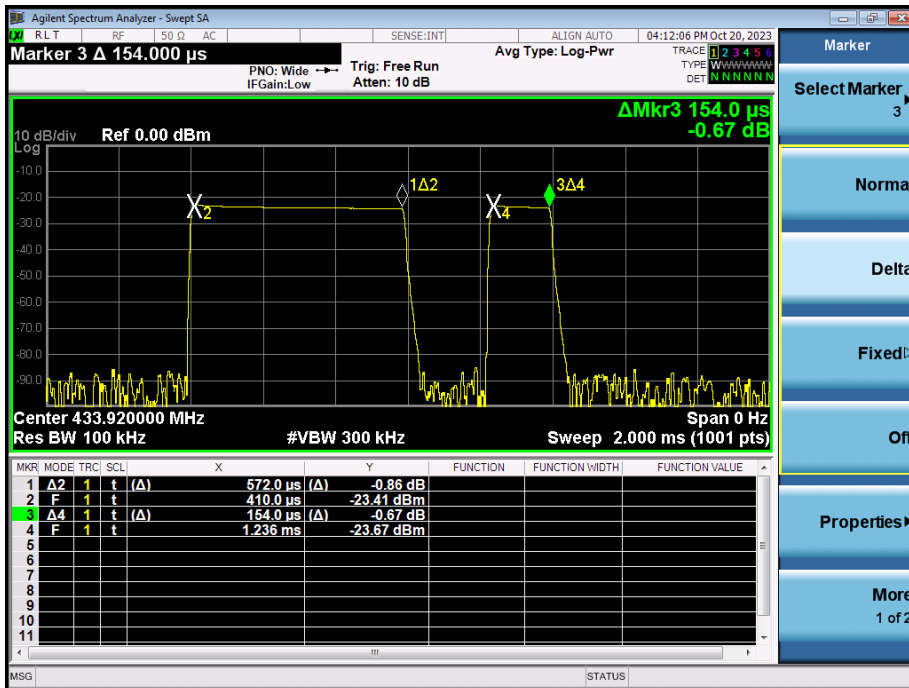 Agilent Spectrum Analyzer - Swept SA
LXI RLT RF 50 Ω AC SENSE:INT ALIGN AUTO 04:12:06 PM Oct 20, 2023
Marker 3 Δ 154.000 µs
PNO: Wide
IFGain:Low
Trig: Free Run
Atten: 10 dB
Avg Type: Log-Pwr
TRACE 1 2 3 4 5 6
TYPE WWWWWW
DET N N N N N N
ΔMkr3 154.0 µs
-0.67 dB
10 dB/div Ref 0.00 dBm
Log
-10.0
-20.0
-30.0
-40.0
-50.0
-60.0
-70.0
-80.0
-90.0
X2
1Δ2
X4
3Δ4
Center 433.920000 MHz Span 0 Hz
Res BW 100 kHz #VBW 300 kHz Sweep 2.000 ms (1001 pts)
MKR MODE TRC SCL X Y FUNCTION FUNCTION WIDTH FUNCTION VALUE
1 Δ2 1 t (Δ) 572.0 µs (Δ) -0.86 dB
2 F 1 t 410.0 µs -23.41 dBm
3 Δ4 1 t (Δ) 154.0 µs (Δ) -0.67 dB
4 F 1 t 1.236 ms -23.67 dBm
5
6
7
8
9
10
11
MSG STATUS
Marker
Select Marker
3
Norma
Delta
Fixed
Off
Properties
More
1 of 2